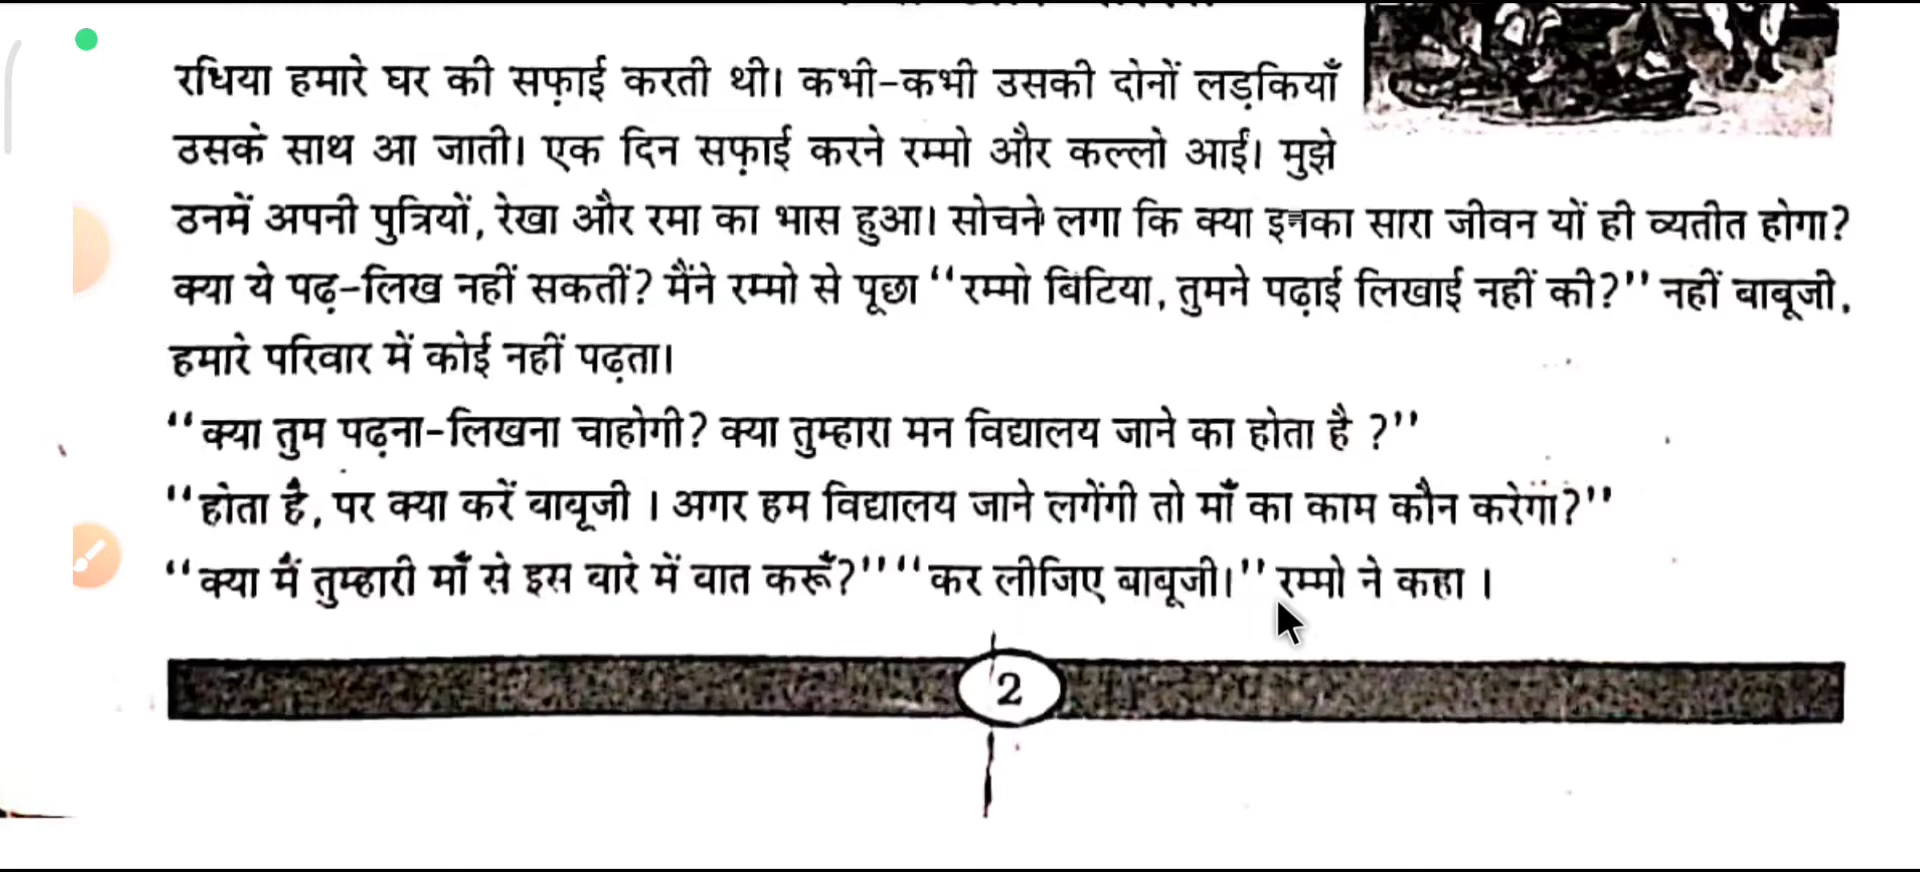 रधिया हमारे घर की सफ़ाई करती थी। कभी-कभी उसकी दोनों लड़कियाँ
उसके साथ आ जाती। एक दिन सफ़ाई करने रम्मो और कल्लो आईं। मुझे
उनमें अपनी पुत्रियों, रेखा और रमा का भास हुआ। सोचने लगा कि क्या इनका सारा जीवन यों ही व्यतीत होगा?
क्या ये पढ़-लिख नहीं सकतीं? मैंने रम्मो से पूछा “रम्मो बिटिया, तुमने पढ़ाई लिखाई नहीं की?” नहीं बाबूजी,
हमारे परिवार में कोई नहीं पढ़ता।
“क्या तुम पढ़ना-लिखना चाहोगी? क्या तुम्हारा मन विद्यालय जाने का होता है ?”
“होता है, पर क्या करें बाबूजी । अगर हम विद्यालय जाने लगेंगी तो माँ का काम कौन करेगा?”
“क्या मैं तुम्हारी माँ से इस बारे में बात करूँ?” “कर लीजिए बाबूजी।” रम्मो ने कहा ।
2